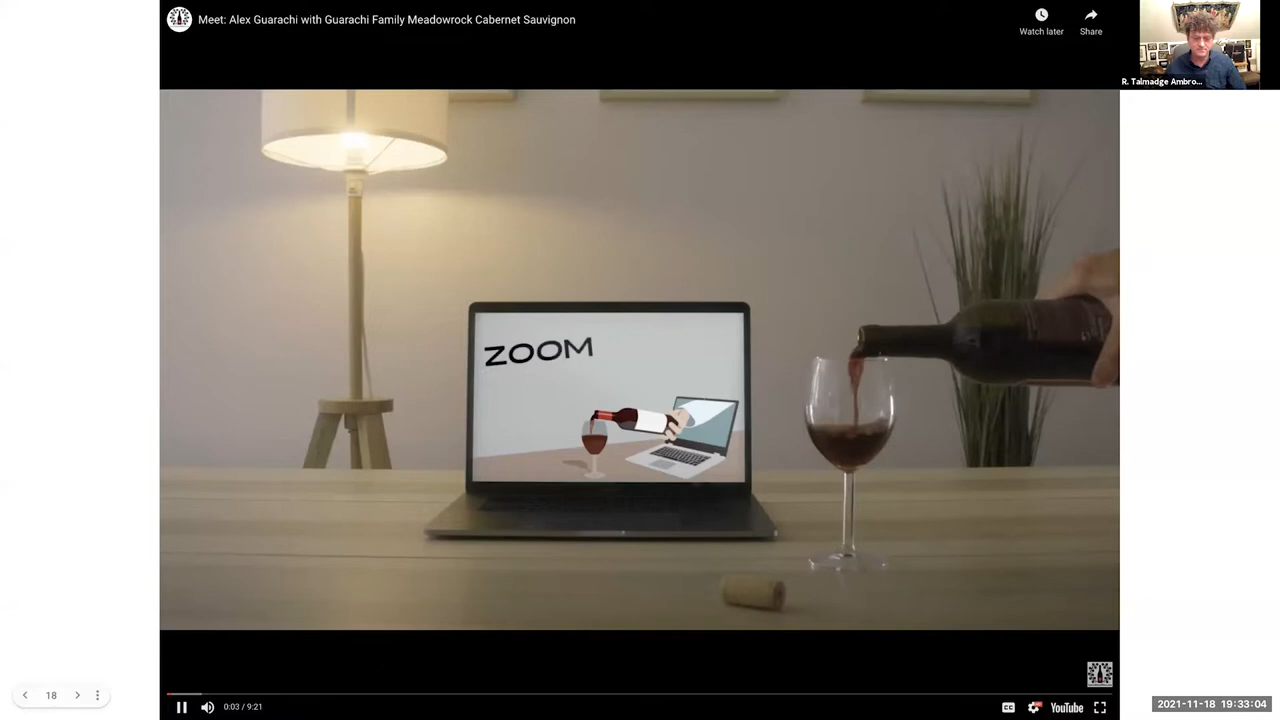 Meet: Alex Guarachi with Guarachi Family Meadowrock Cabernet Sauvignon
Watch later
Share
R. Talmadge Ambro...
ZOOM
18
0:03 / 9:21
CC
YouTube
2021-11-18 19:33:04